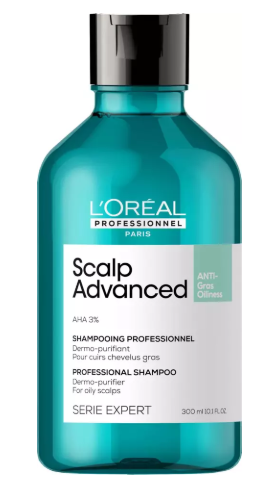 L'ORÉAL
PROFESSIONNEL
PARIS
Scalp
Advanced
ANTI-
Gras
Oiliness
AHA 3%
SHAMPOOING PROFESSIONNEL
Dermo-purifiant
Pour cuirs chevelus gras
PROFESSIONAL SHAMPOO
Dermo-purifier
For oily scalps
SERIE EXPERT
300 ml 10.1 FL.OZ